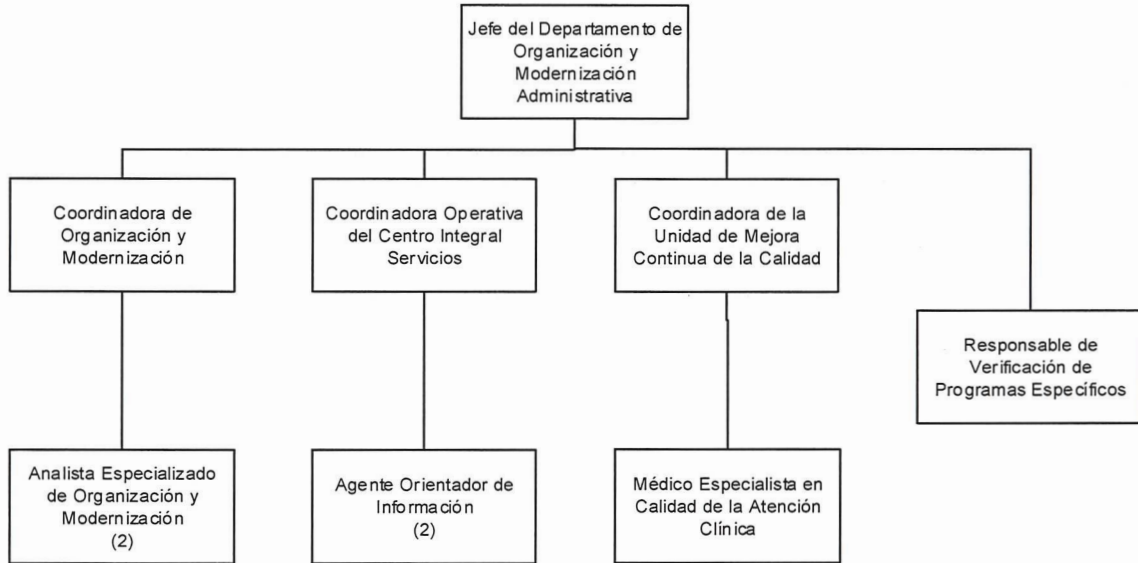 Jefe del Departamento de
Organización y
Modernización
Administrativa
Coordinadora de
Organización y
Modernización
Coordinadora Operativa
del Centro Integral
Servicios
Coordinadora de la
Unidad de Mejora
Continua de la Calidad
Responsable de
Verificación de
Programas Específicos
Analista Especializado
de Organización y
Modernización
(2)
Agente Orientador de
Información
(2)
Médico Especialista en
Calidad de la Atención
Clínica